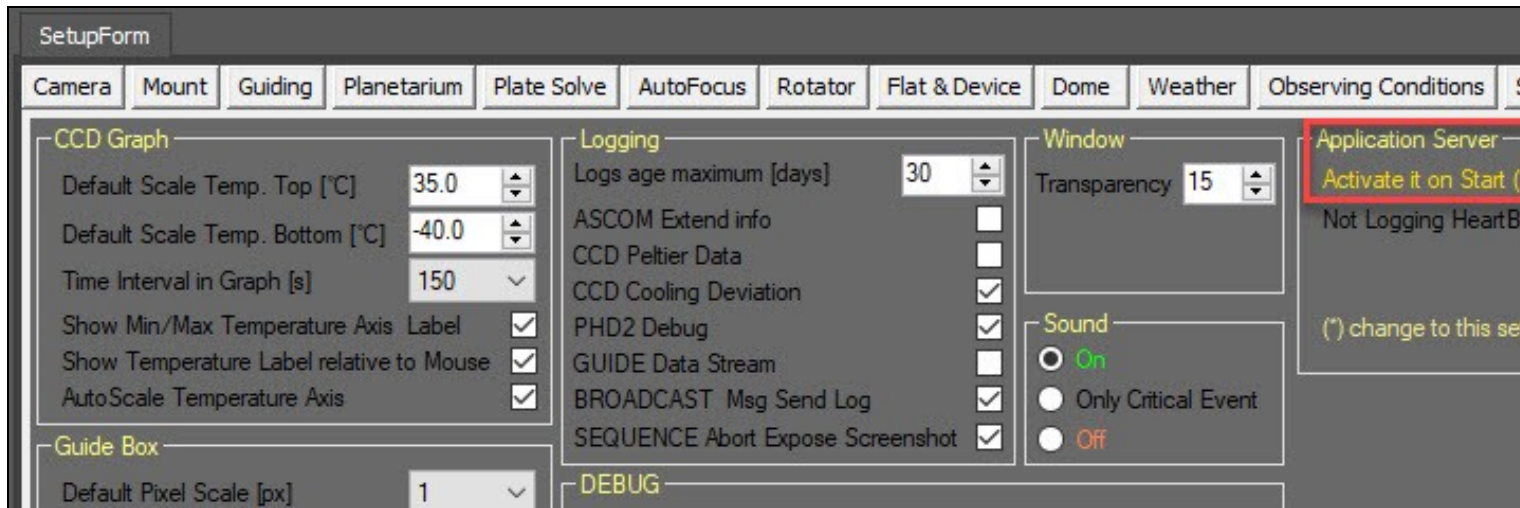 SetupForm
Camera Mount Guiding Planetarium Plate Solve AutoFocus Rotator Flat & Device Dome Weather Observing Conditions
CCD Graph
Default Scale Temp. Top [°C] 35.0
Default Scale Temp. Bottom [°C] -40.0
Time Interval in Graph [s] 150
Show Min/Max Temperature Axis Label
Show Temperature Label relative to Mouse
AutoScale Temperature Axis
Guide Box
Default Pixel Scale [px] 1
Logging
Logs age maximum [days] 30
ASCOM Extend info
CCD Peltier Data
CCD Cooling Deviation
PHD2 Debug
GUIDE Data Stream
BROADCAST Msg Send Log
SEQUENCE Abort Expose Screenshot
DEBUG
Window
Transparency 15
Sound
On
Only Critical Event
Off
Application Server
Activate it on Start (
Not Logging HeartB
(*) change to this se